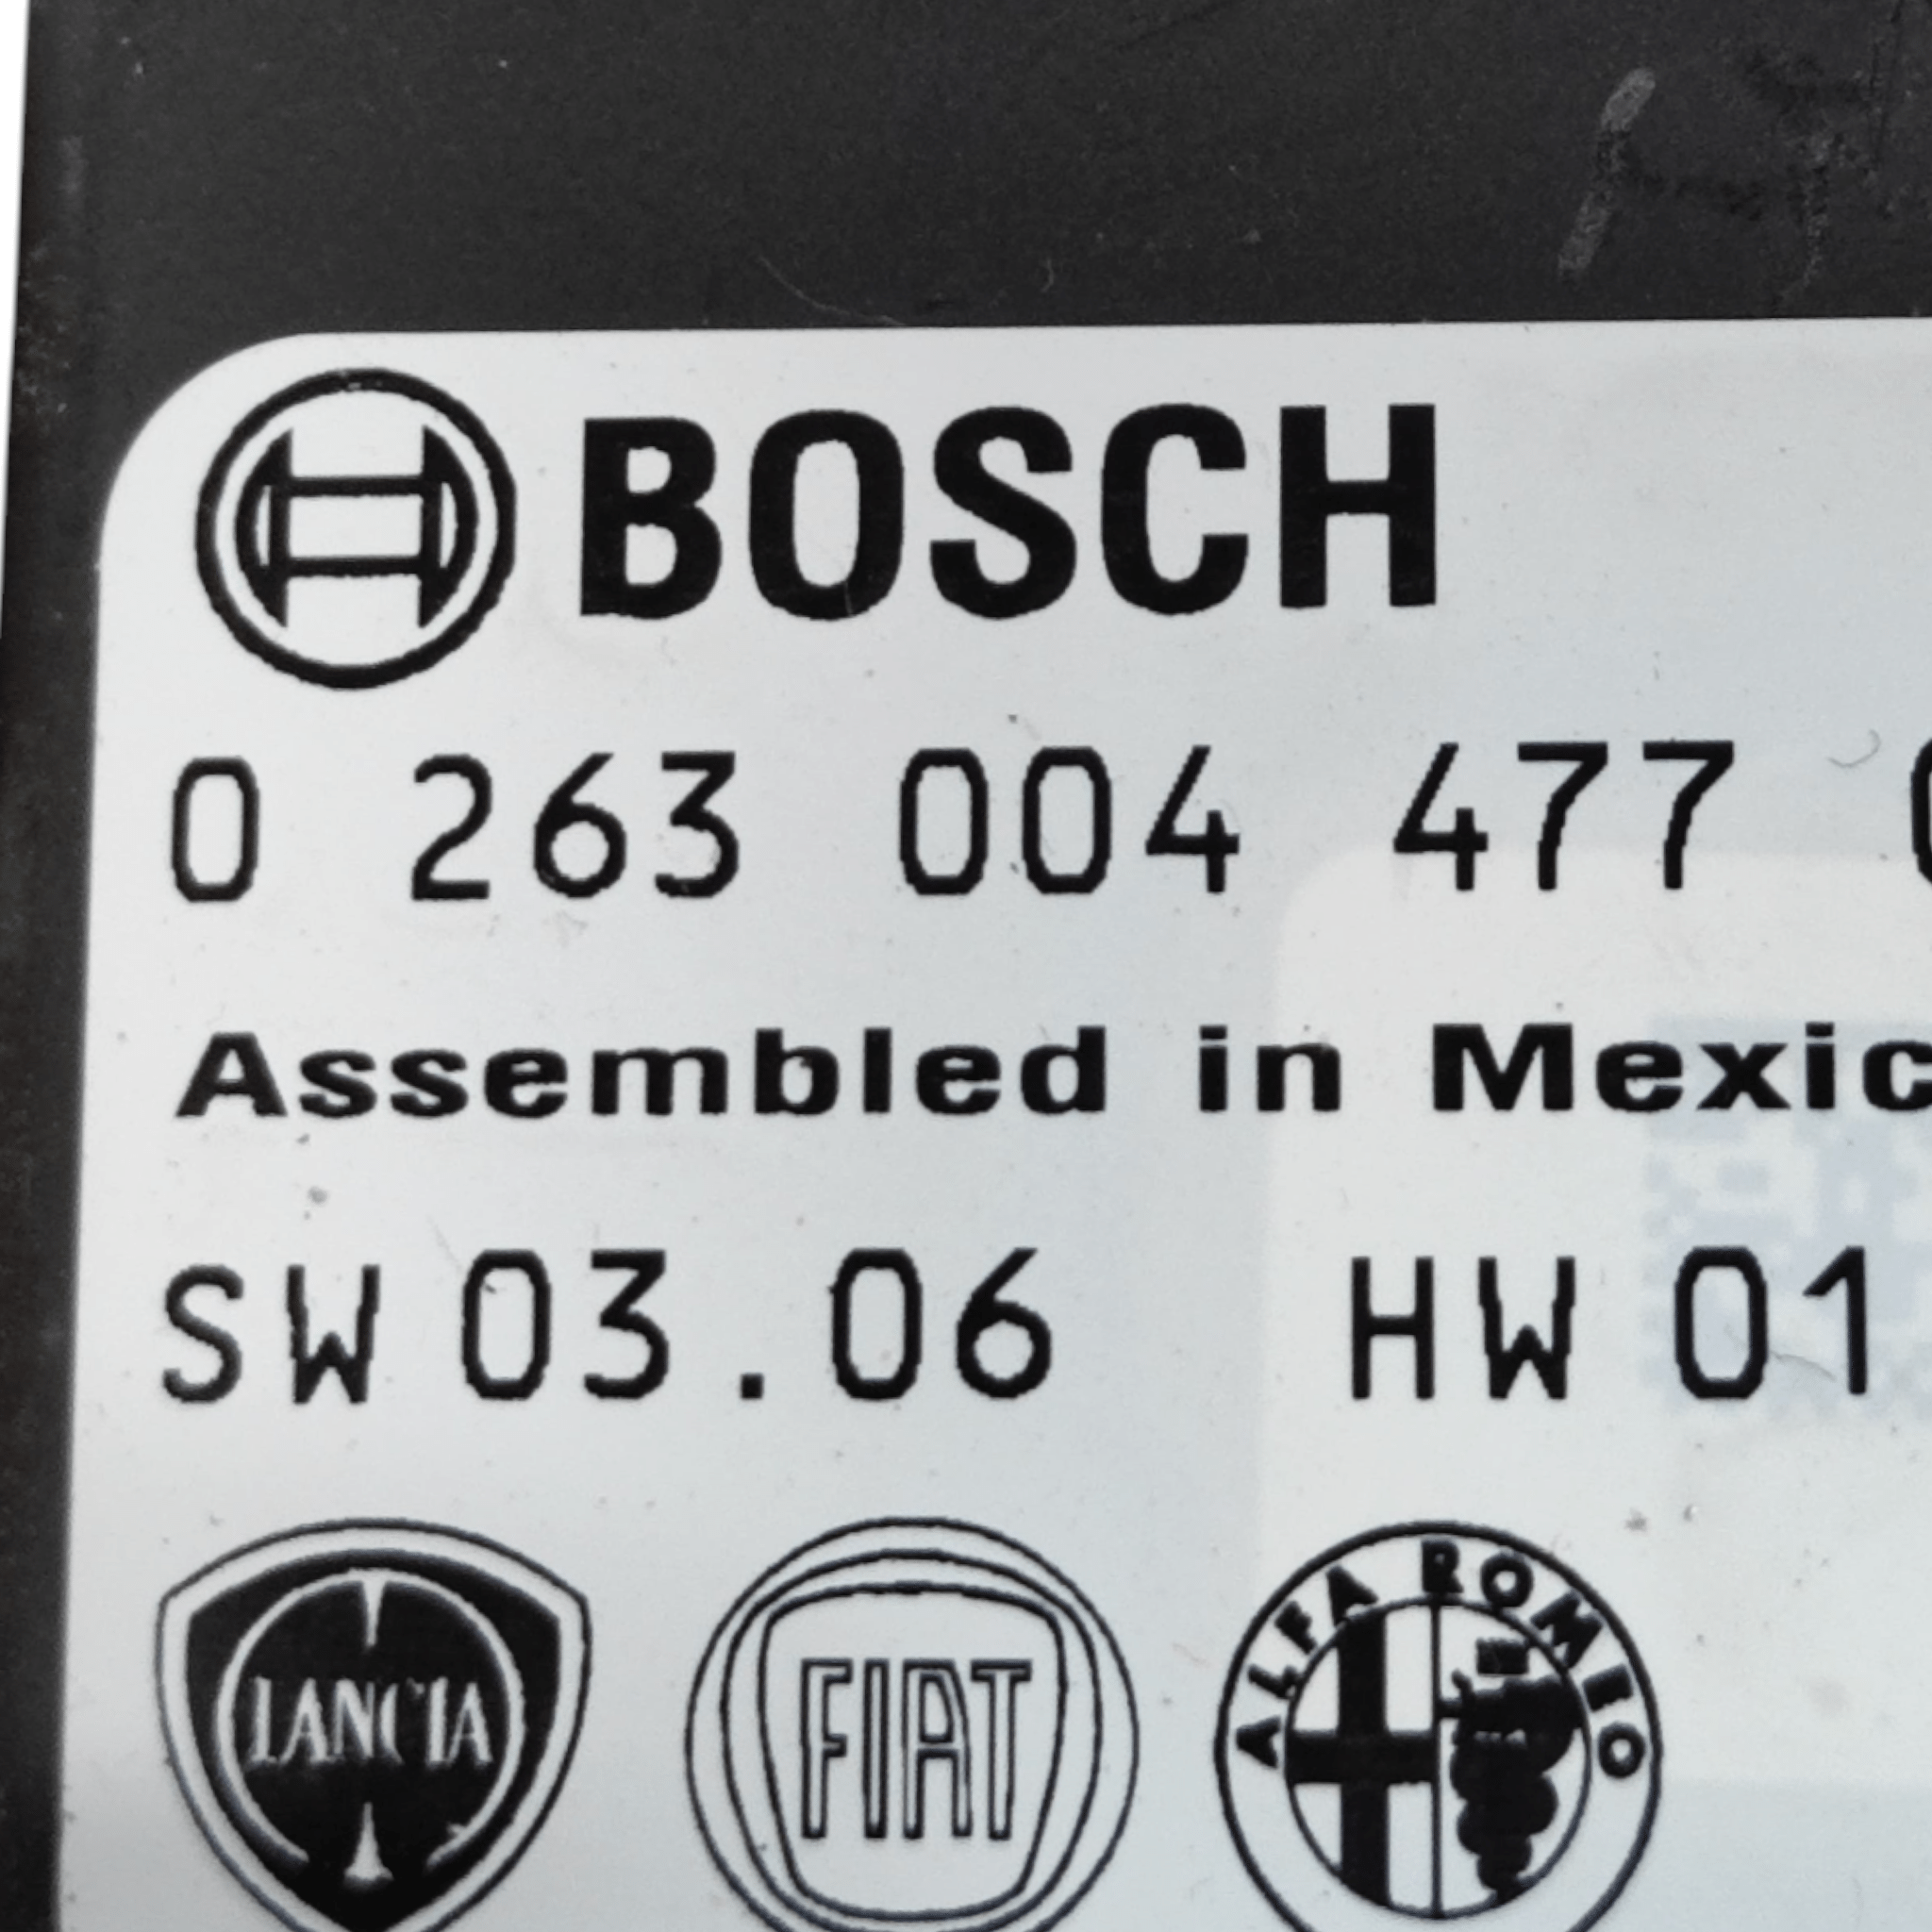 BOSCH
0 263 004 477
Assembled in Mexic
SW 03.06 HW 01
LANCIA FIAT ALFA ROMEO